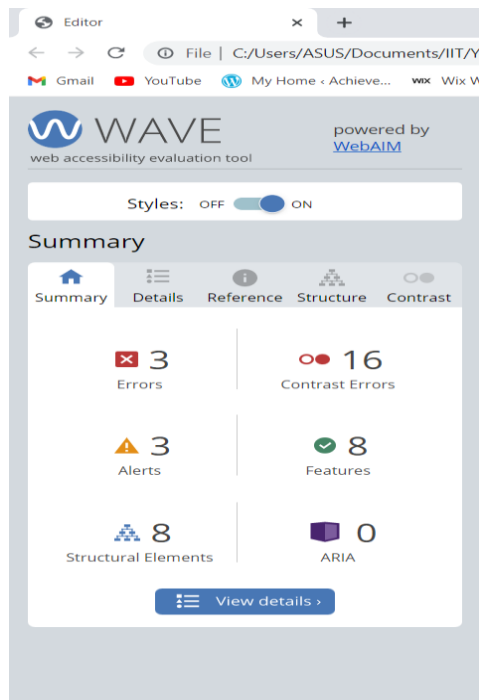 Editor × +
File | C:/Users/ASUS/Documents/IIT/Y
Gmail YouTube My Home ‹ Achieve... WIX Wix W
WAVE
web accessibility evaluation tool
powered by
WebAIM
Styles: OFF ON
Summary
Summary Details Reference Structure Contrast
3 16
Errors Contrast Errors
3 8
Alerts Features
8 0
Structural Elements ARIA
View details ›